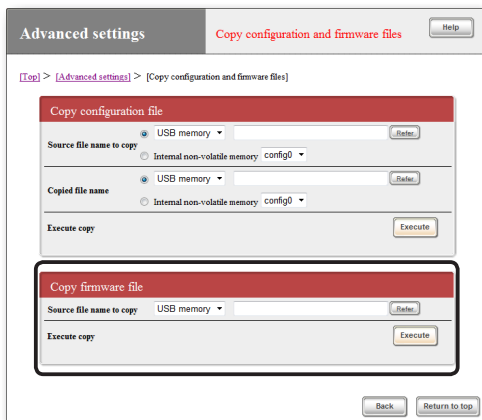 Advanced settings
Copy configuration and firmware files
Help
[Top] > [Advanced settings] > [Copy configuration and firmware files]
Copy configuration file
Source file name to copy
USB memory
Refer
Internal non-volatile memory config0
Copied file name
USB memory
Refer
Internal non-volatile memory config0
Execute copy
Execute
Copy firmware file
Source file name to copy USB memory Refer
Execute copy
Execute
Back Return to top